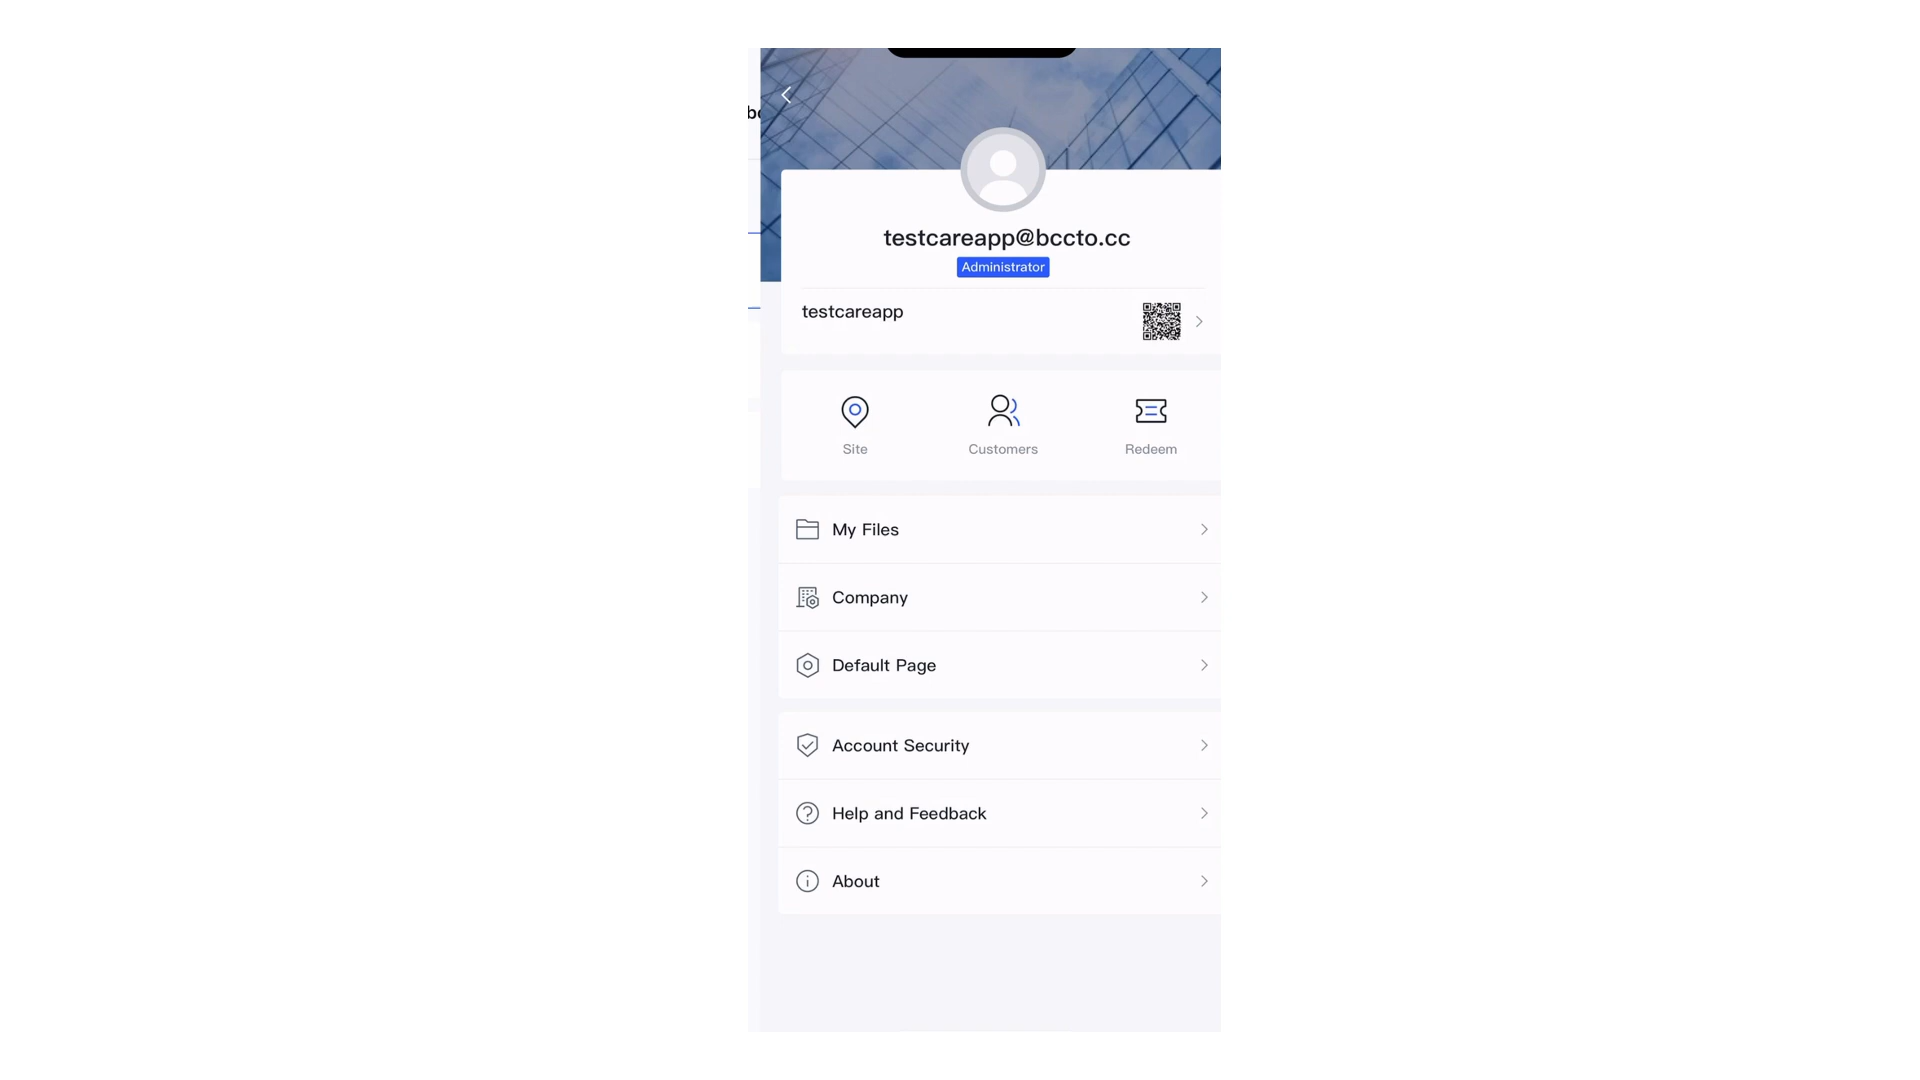 testcareapp@bccto.cc
Administrator
testcareapp
Site
Customers
Redeem
My Files
Company
Default Page
Account Security
Help and Feedback
About